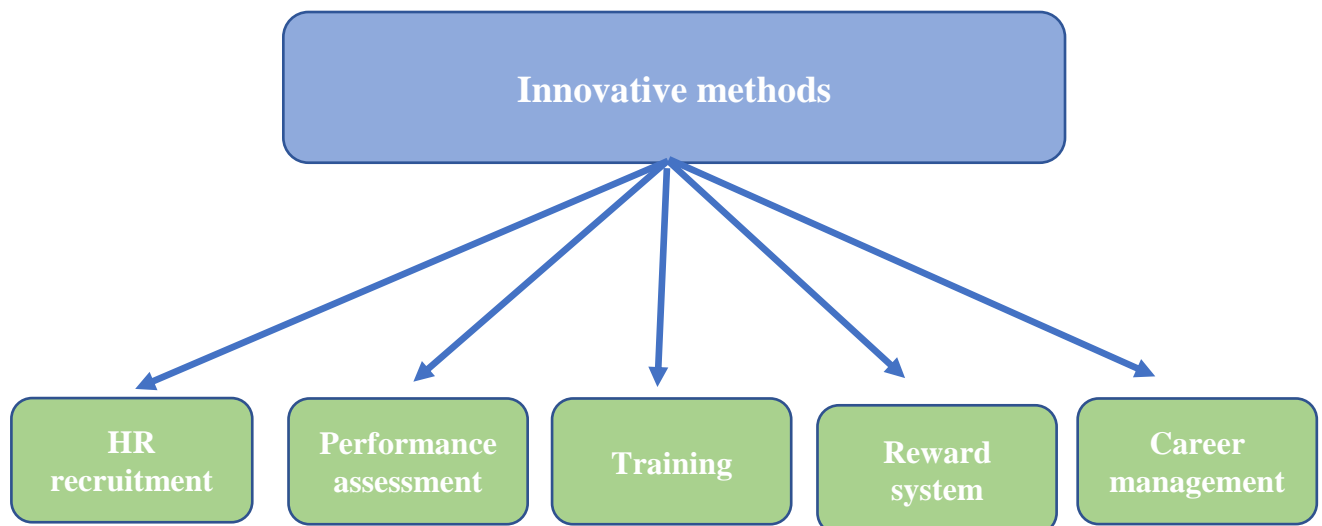 Innovative methods
HR
recruitment
Performance
assessment
Training
Reward
system
Career
management